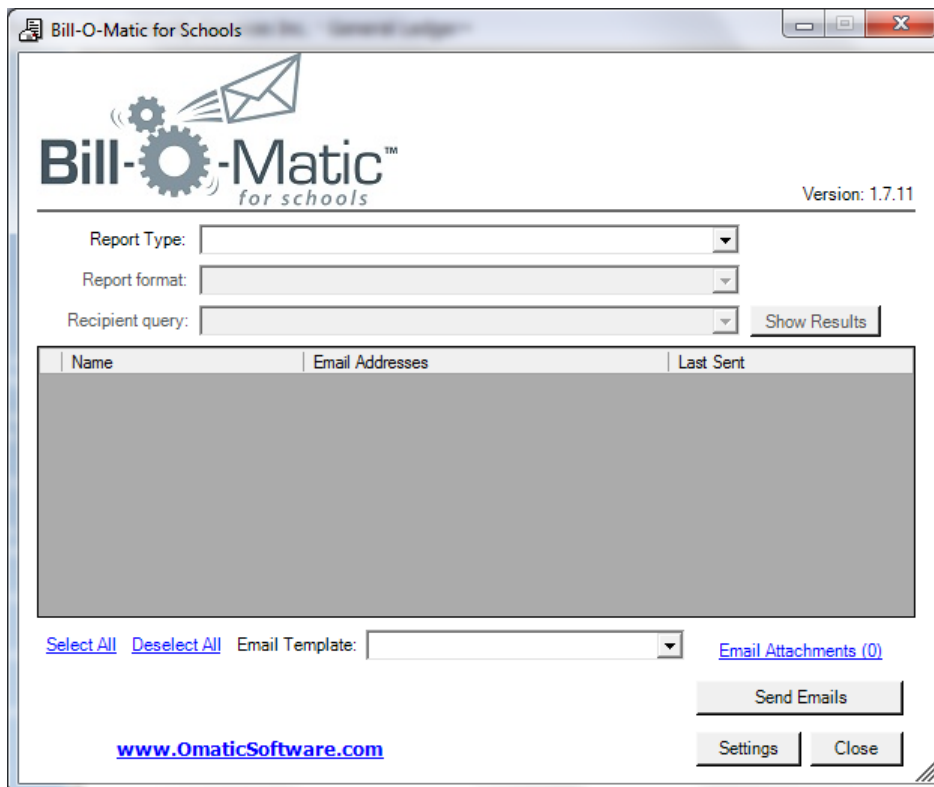 Bill-O-Matic for Schools
Bill-O-Matic™
for schools
Version: 1.7.11
Report Type:
Report format:
Recipient query:
Show Results
Name Email Addresses Last Sent
Select All Deselect All Email Template:
Email Attachments (0)
Send Emails
www.OmaticSoftware.com
Settings Close